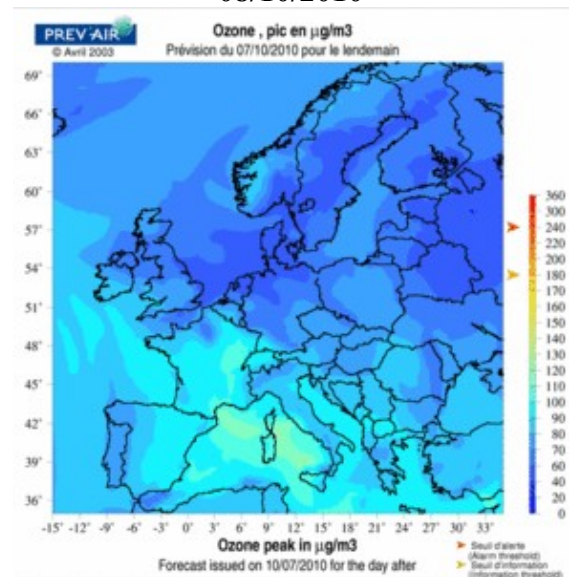 PREV'AIR
© Avril 2003
Ozone , pic en µg/m3
Prévision du 07/10/2010 pour le lendemain
69˚
66˚
63˚
60˚
57˚
54˚
51˚
48˚
45˚
42˚
39˚
36˚
-15˚ -12˚ -9˚ -6˚ -3˚ 0˚ 3˚ 6˚ 9˚ 12˚ 15˚ 18˚ 21˚ 24˚ 27˚ 30˚ 33˚
360
300
240
180
170
160
150
140
130
120
110
100
90
80
60
40
20
0
Ozone peak in µg/m3
Forecast issued on 10/07/2010 for the day after
Seuil d'alerte
(Alarm threshold)
Seuil d'information
(Information threshold)